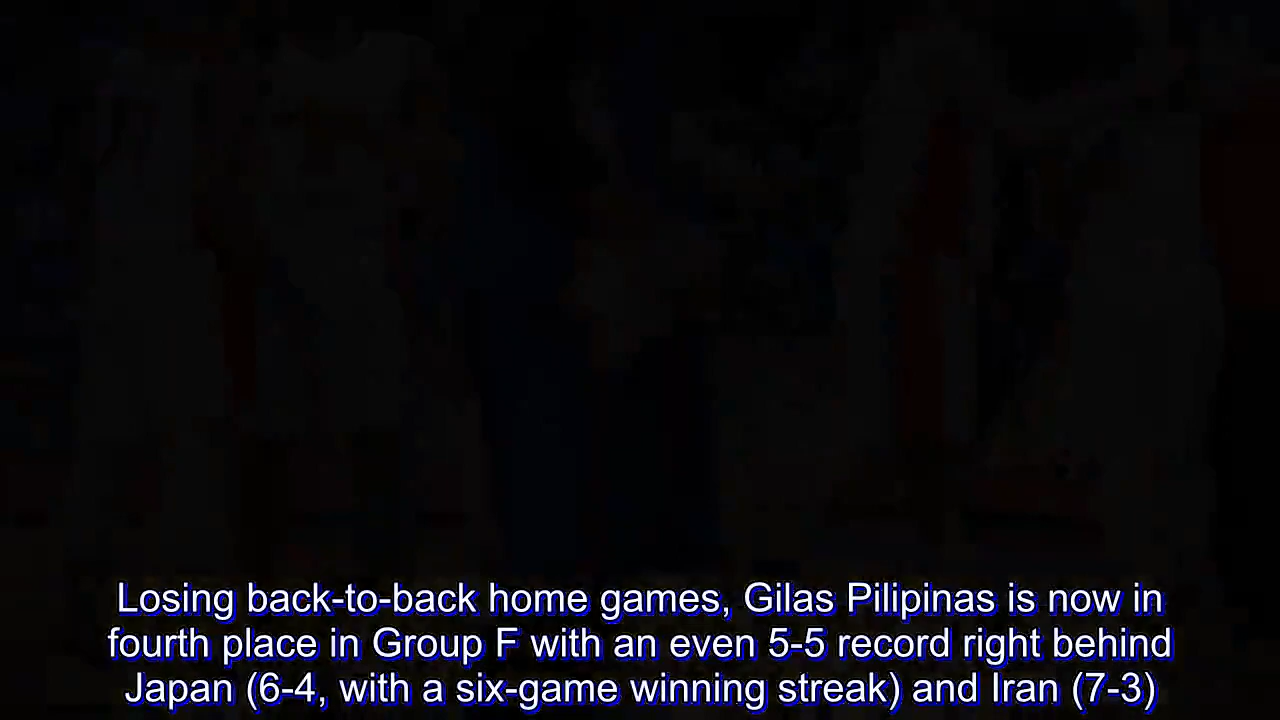 Losing back-to-back home games, Gilas Pilipinas is now in
fourth place in Group F with an even 5-5 record right behind
Japan (6-4, with a six-game winning streak) and Iran (7-3)